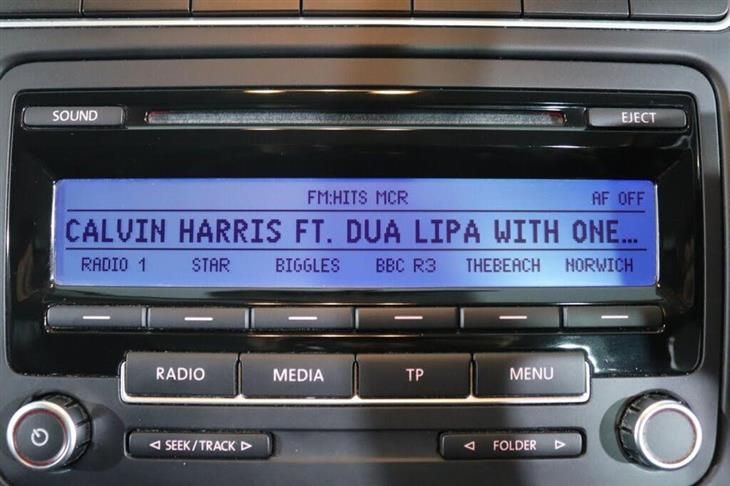 SOUND EJECT
FM:HITS MCR AF OFF
CALVIN HARRIS FT. DUA LIPA WITH ONE...
RADIO 1 STAR BIGGLES BBC R3 THEBEACH NORWICH
RADIO MEDIA TP MENU
SEEK/TRACK FOLDER